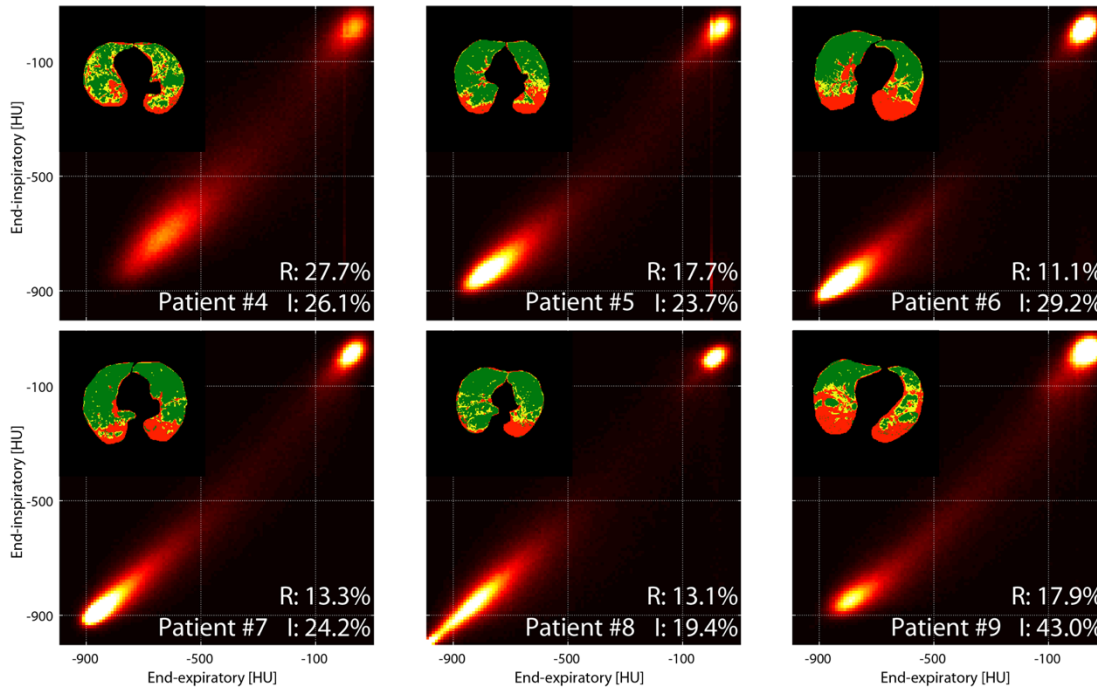 End-inspiratory [HU]
-100
-500
-900
R: 27.7%
Patient #4 I: 26.1%
R: 17.7%
Patient #5 I: 23.7%
R: 11.1%
Patient #6 I: 29.2%
End-inspiratory [HU]
-100
-500
-900
R: 13.3%
Patient #7 I: 24.2%
R: 13.1%
Patient #8 I: 19.4%
R: 17.9%
Patient #9 I: 43.0%
-900 -500 -100
-900 -500 -100
-900 -500 -100
End-expiratory [HU]
End-expiratory [HU]
End-expiratory [HU]